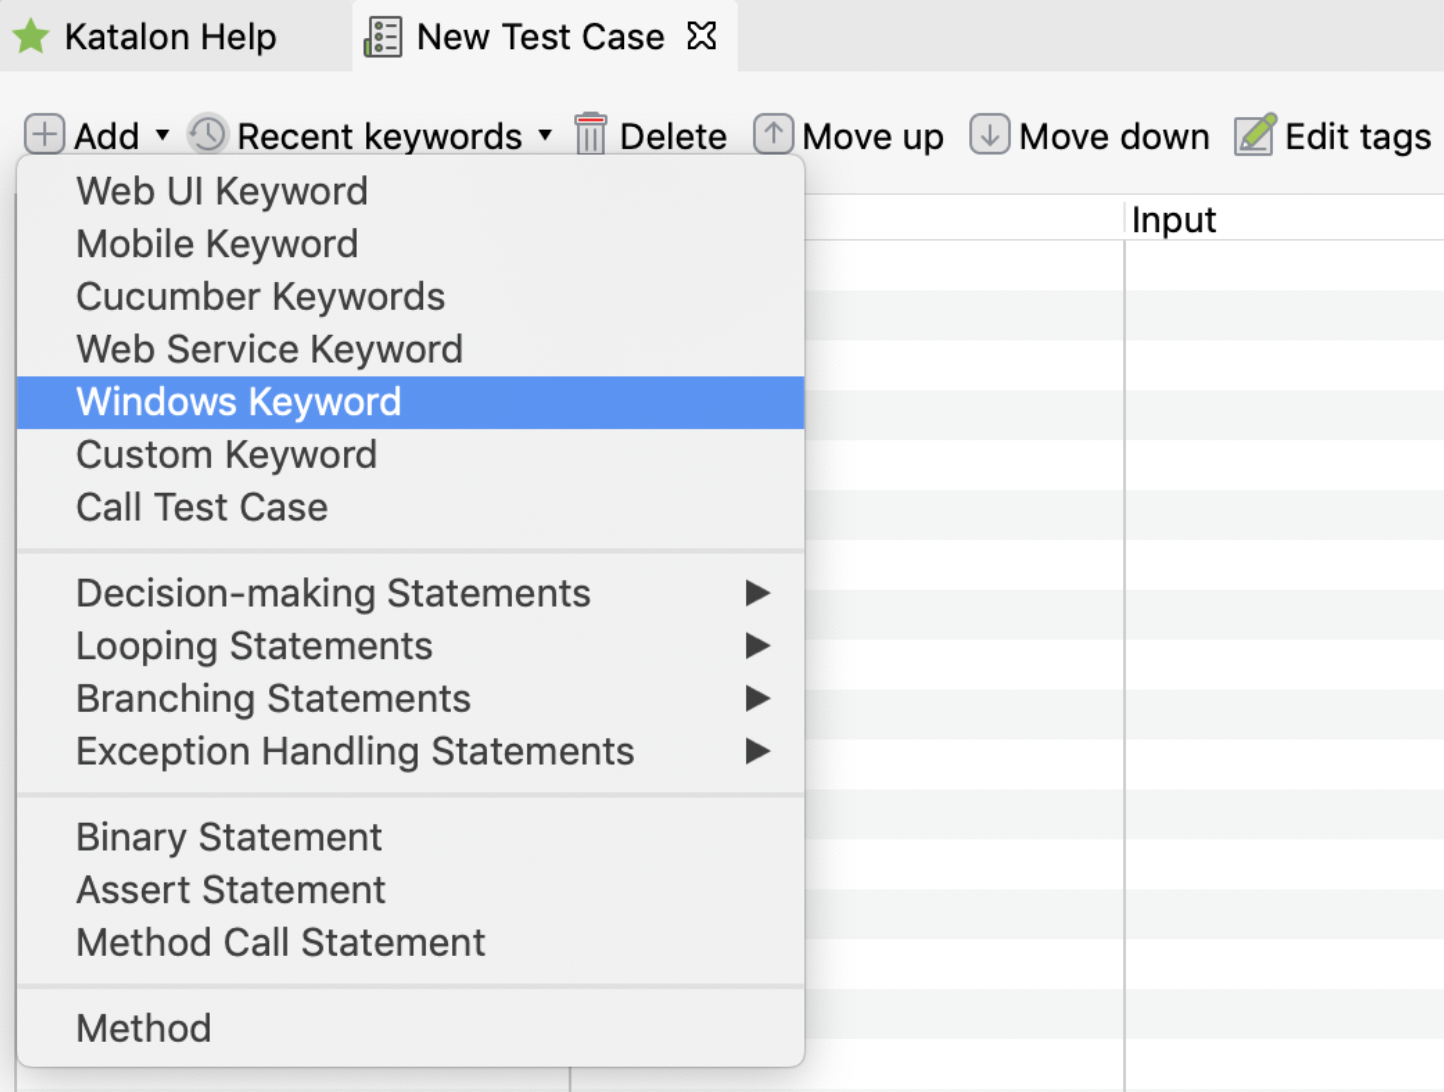 Katalon Help New Test Case
Add Recent keywords Delete Move up Move down Edit tags
Web UI Keyword
Input
Mobile Keyword
Cucumber Keywords
Web Service Keyword
Windows Keyword
Custom Keyword
Call Test Case
Decision-making Statements
Looping Statements
Branching Statements
Exception Handling Statements
Binary Statement
Assert Statement
Method Call Statement
Method